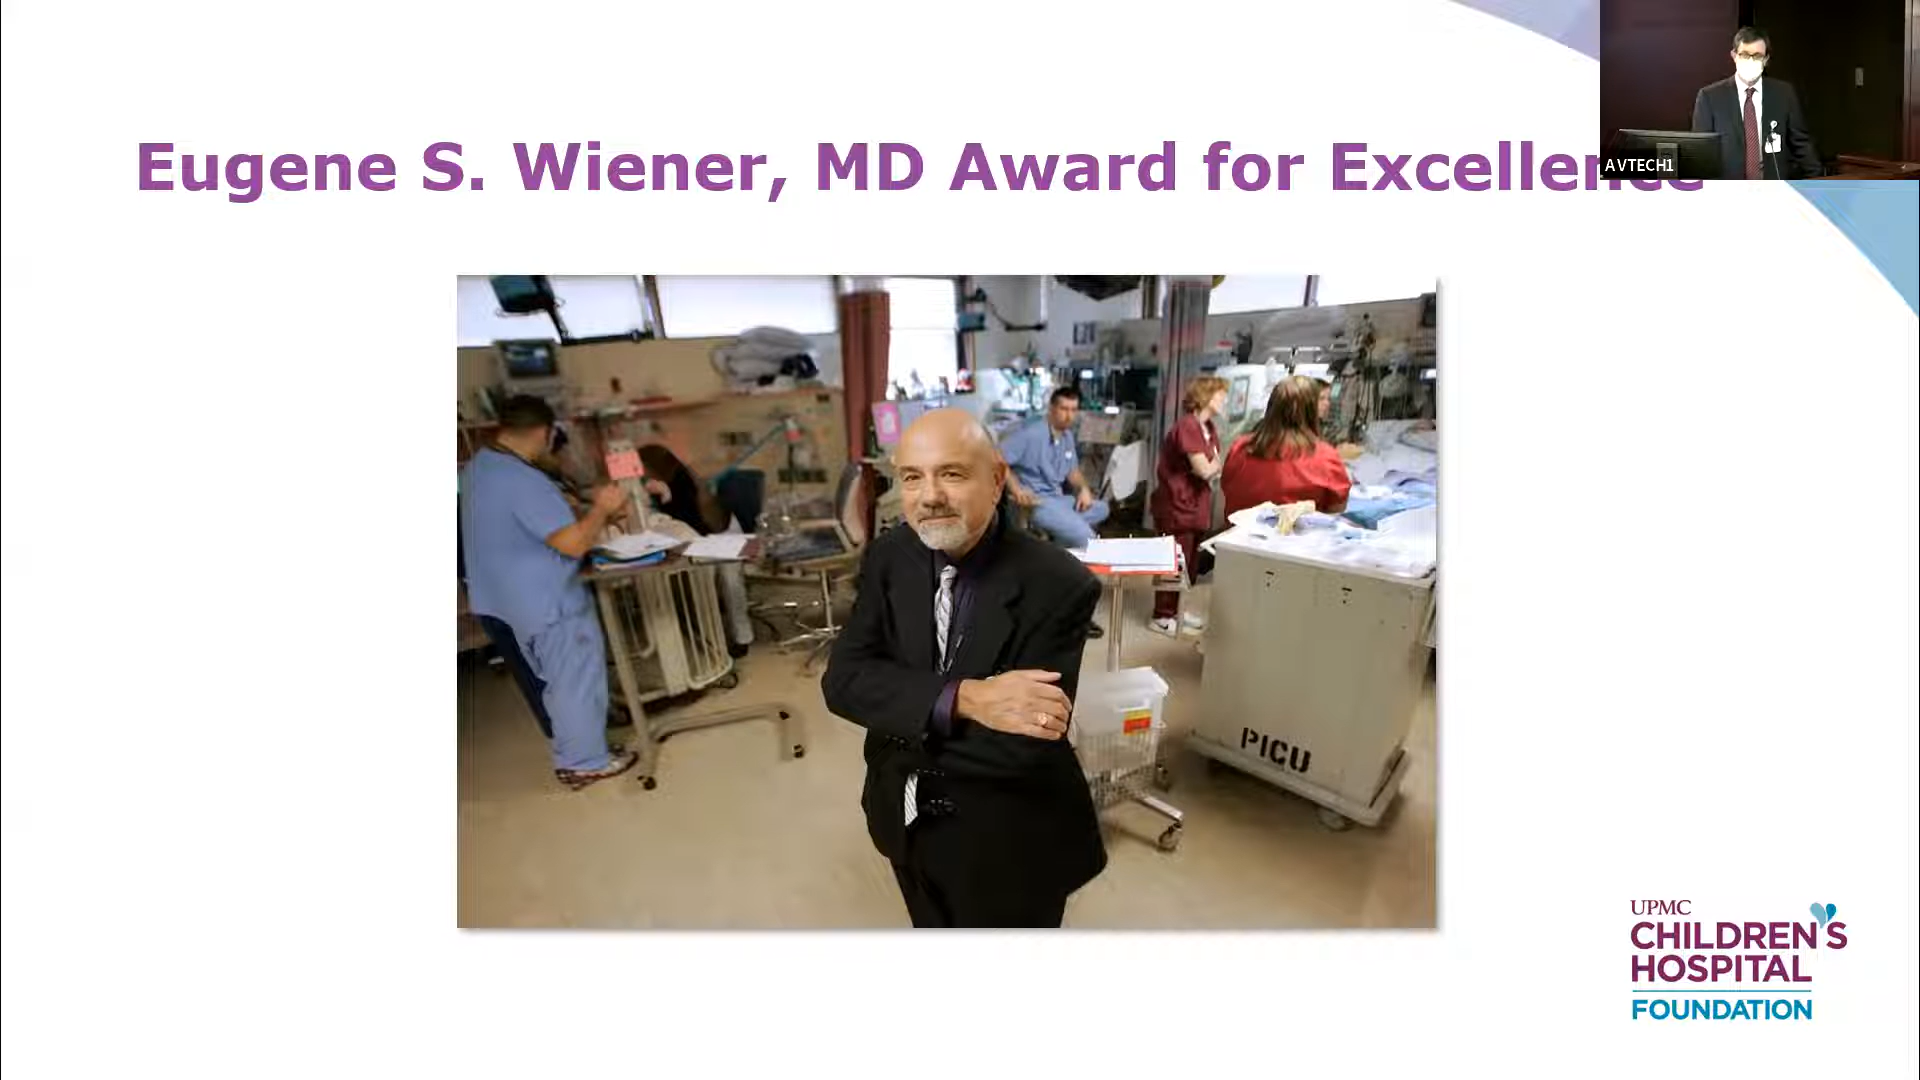 Eugene S. Wiener, MD Award for Excellence
AVTECH1
PICU
UPMC
CHILDREN'S
HOSPITAL
FOUNDATION